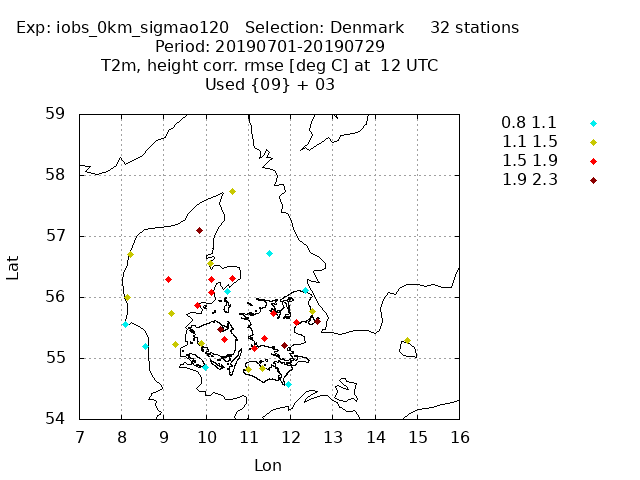 Exp: iobs_0km_sigmao120 Selection: Denmark 32 stations
Period: 20190701-20190729
T2m, height corr. rmse [deg C] at 12 UTC
Used {09} + 03
0.8 1.1
1.1 1.5
1.5 1.9
1.9 2.3
59
58
57
56
55
54
Lat
7 8 9 10 11 12 13 14 15 16
Lon